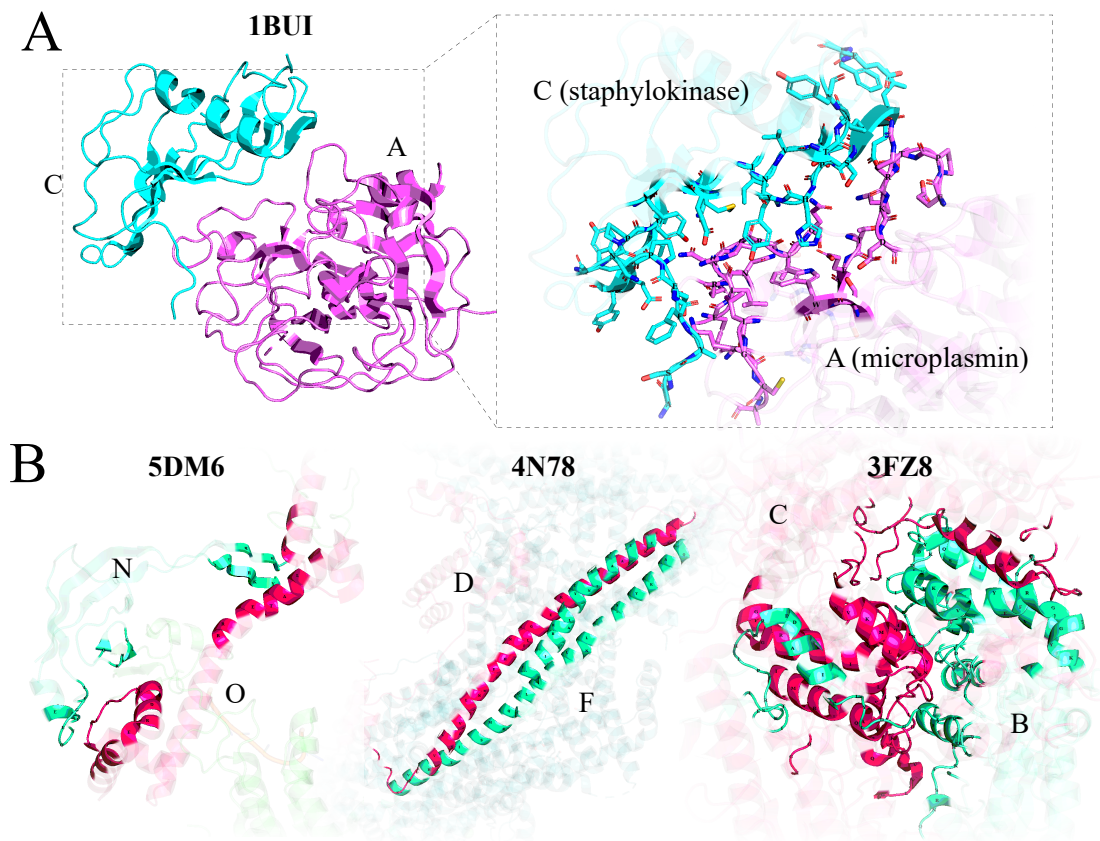 A
1BUI
C
A
C (staphylokinase)
A (microplasmin)
B
5DM6
4N78
3FZ8
N
O
D
F
C
B